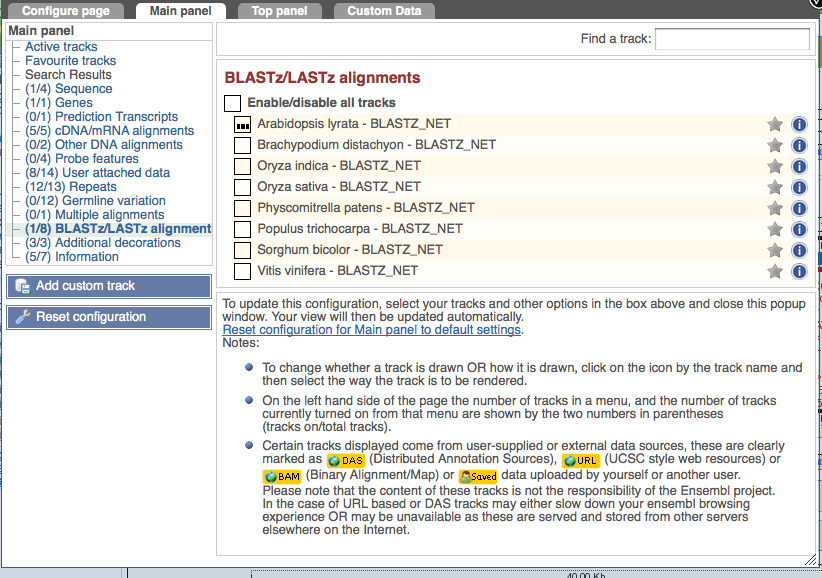 Configure page
Main panel
Top panel
Custom Data
Main panel
Active tracks
Favourite tracks
Search Results
(1/4) Sequence
(1/1) Genes
(0/1) Prediction Transcripts
(5/5) cDNA/mRNA alignments
(0/2) Other DNA alignments
(0/4) Probe features
(8/14) User attached data
(12/13) Repeats
(0/12) Germline variation
(0/1) Multiple alignments
(1/8) BLASTz/LASTz alignment
(3/3) Additional decorations
(5/7) Information
Add custom track
Reset configuration
Find a track:
BLASTz/LASTz alignments
Enable/disable all tracks
Arabidopsis lyrata - BLASTZ_NET
Brachypodium distachyon - BLASTZ_NET
Oryza indica - BLASTZ_NET
Oryza sativa - BLASTZ_NET
Physcomitrella patens - BLASTZ_NET
Populus trichocarpa - BLASTZ_NET
Sorghum bicolor - BLASTZ_NET
Vitis vinifera - BLASTZ_NET
To update this configuration, select your tracks and other options in the box above and close this popup
window. Your view will then be updated automatically.
Reset configuration for Main panel to default settings.
Notes:
To change whether a track is drawn OR how it is drawn, click on the icon by the track name and
then select the way the track is to be rendered.
On the left hand side of the page the number of tracks in a menu, and the number of tracks
currently turned on from that menu are shown by the two numbers in parentheses
(tracks on/total tracks).
Certain tracks displayed come from user-supplied or external data sources, these are clearly
marked as DAS (Distributed Annotation Sources), URL (UCSC style web resources) or
BAM (Binary Alignment/Map) or Saved data uploaded by yourself or another user.
Please note that the content of these tracks is not the responsibility of the Ensembl project.
In the case of URL based or DAS tracks may either slow down your ensembl browsing
experience OR may be unavailable as these are served and stored from other servers
elsewhere on the Internet.
40.00 Kb